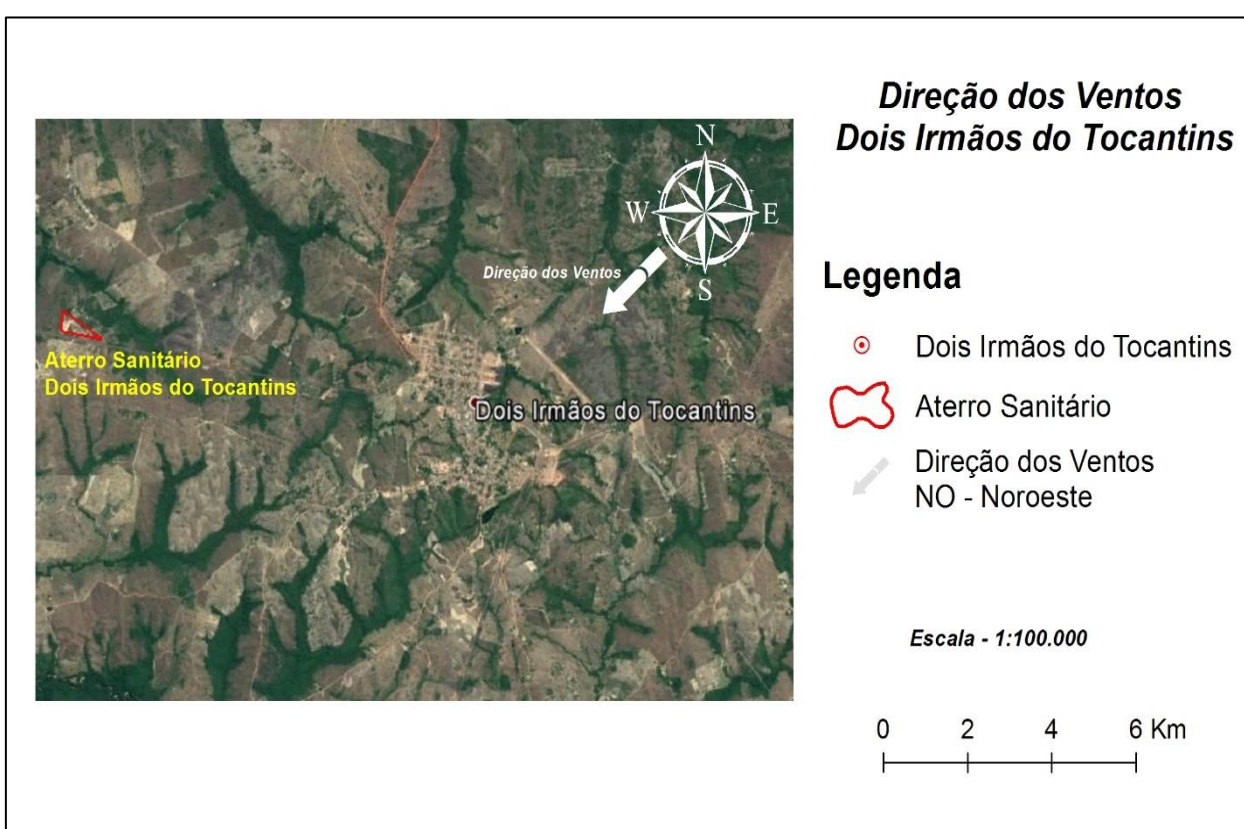 Direção dos Ventos
Dois Irmãos do Tocantins
N
W
E
S
Direção dos Ventos
Aterro Sanitário
Dois Irmãos do Tocantins
Dois Irmãos do Tocantins
Legenda
Dois Irmãos do Tocantins
Aterro Sanitário
Direção dos Ventos
NO - Noroeste
Escala - 1:100.000
0 2 4 6 Km